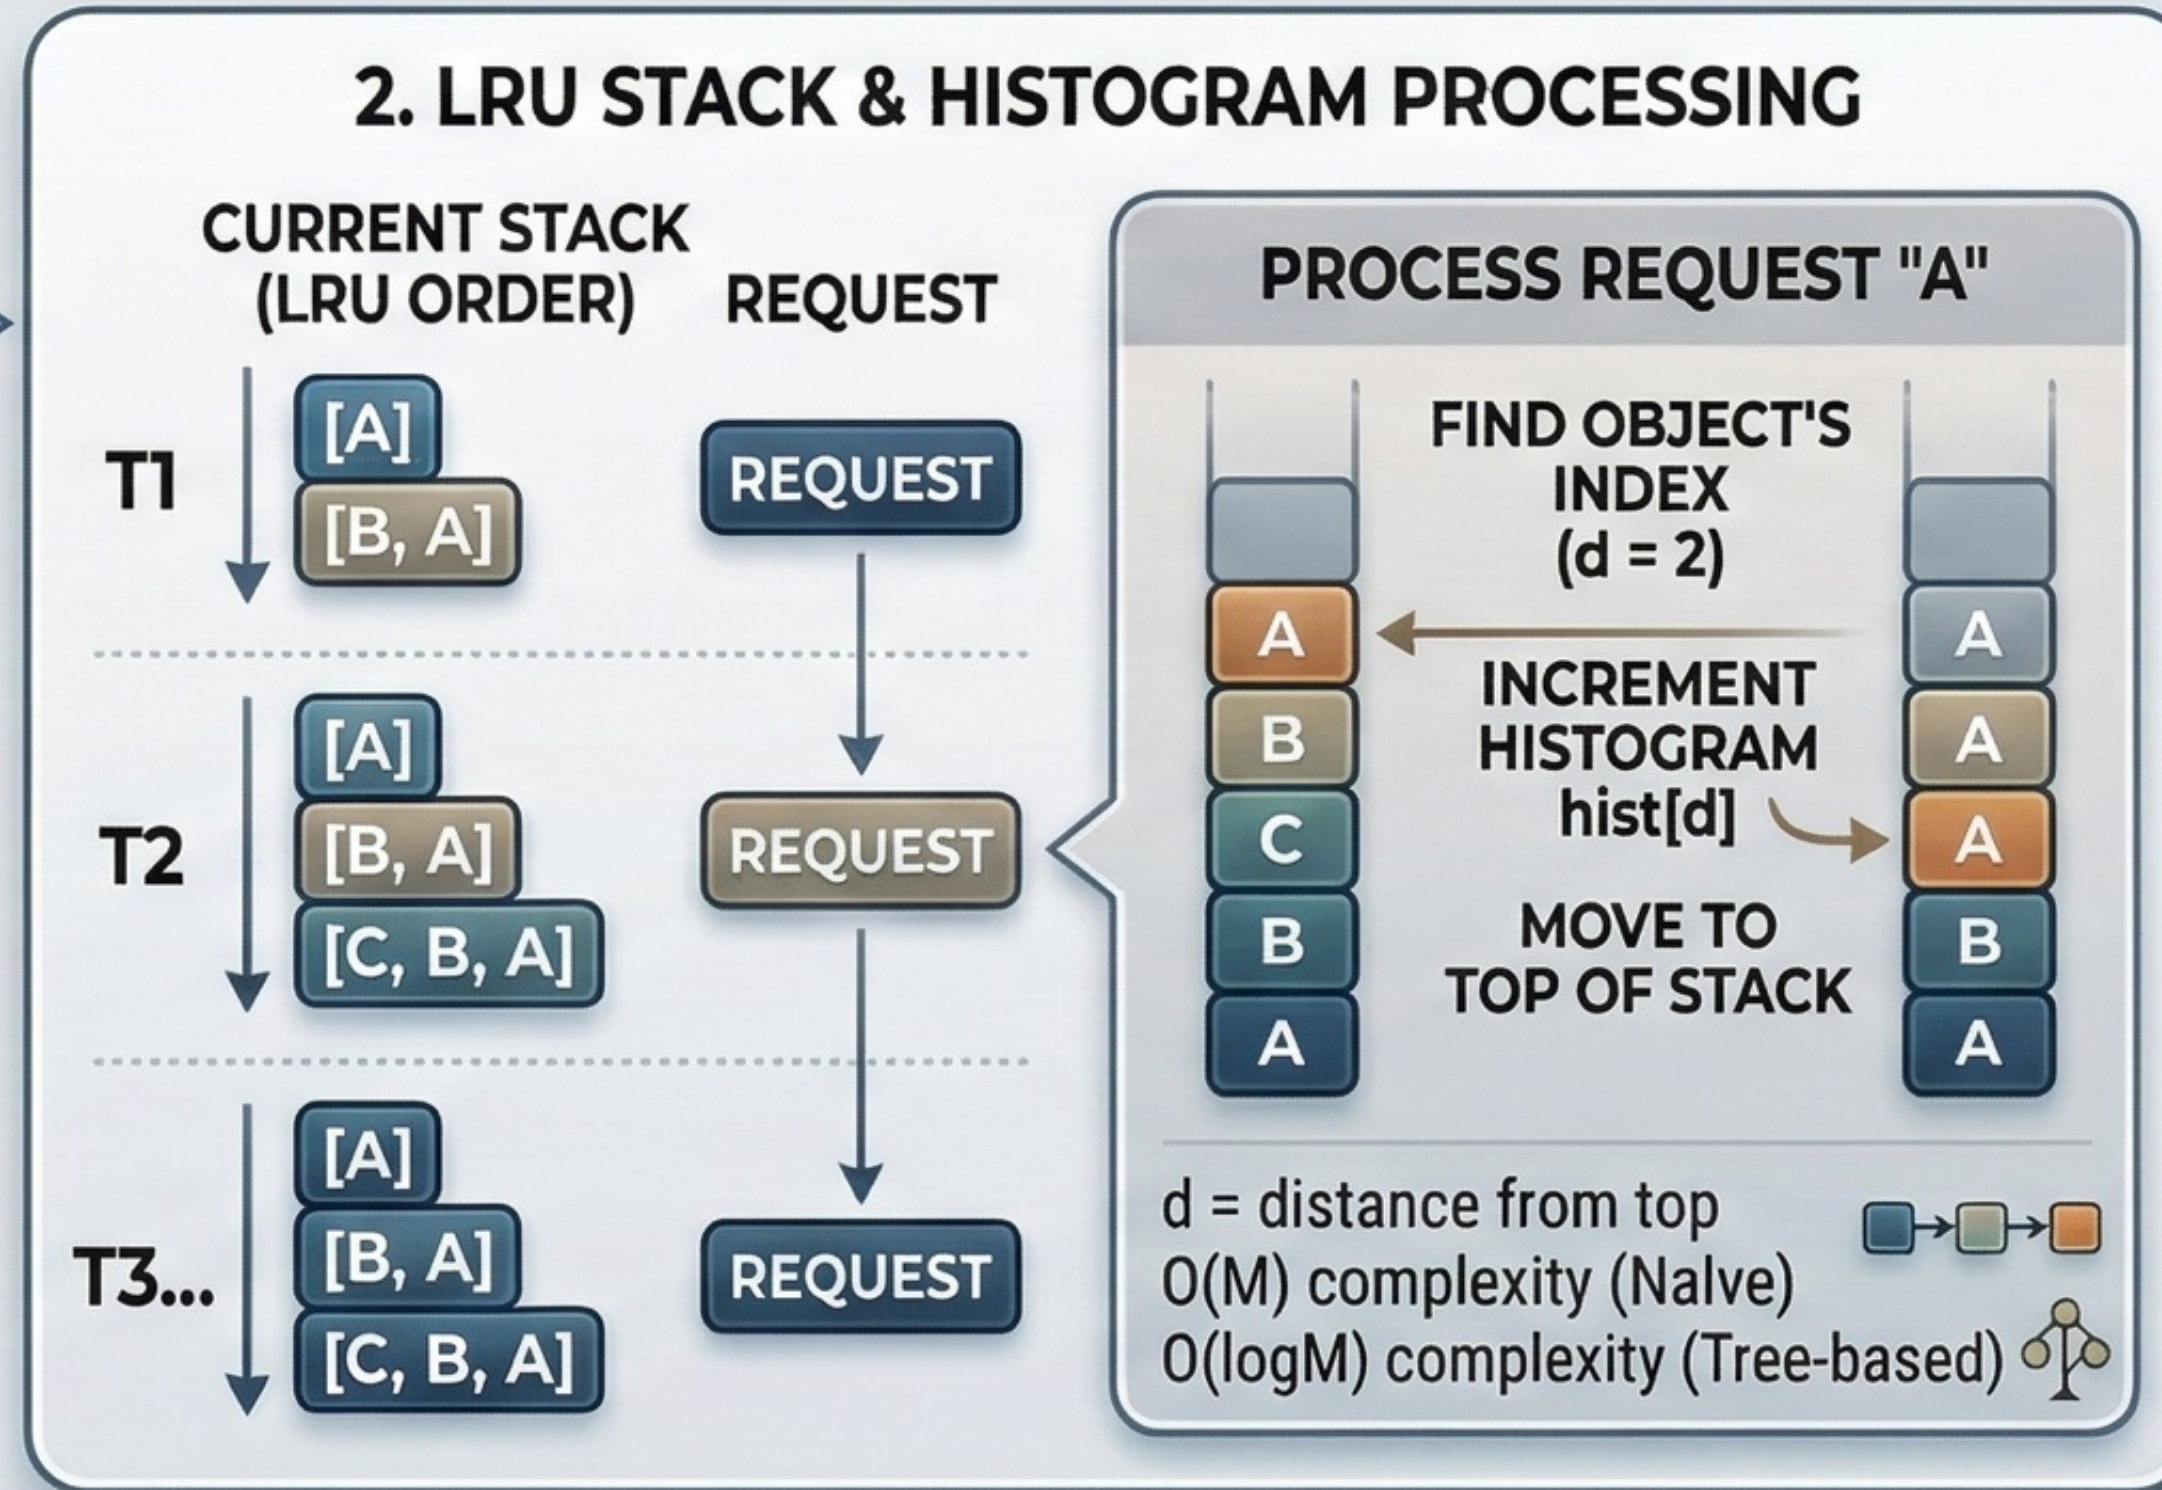 2. LRU STACK & HISTOGRAM PROCESSING
CURRENT STACK
(LRU ORDER)
REQUEST
T1
[A]
[B, A]
REQUEST
T2
[A]
[B, A]
[C, B, A]
REQUEST
T3...
[A]
[B, A]
[C, B, A]
REQUEST
PROCESS REQUEST "A"
A
B
C
B
A
FIND OBJECT'S
INDEX
(d = 2)
INCREMENT
HISTOGRAM
hist[d]
MOVE TO
TOP OF STACK
A
A
A
B
A
d = distance from top
O(M) complexity (Nalve)
O(logM) complexity (Tree-based)